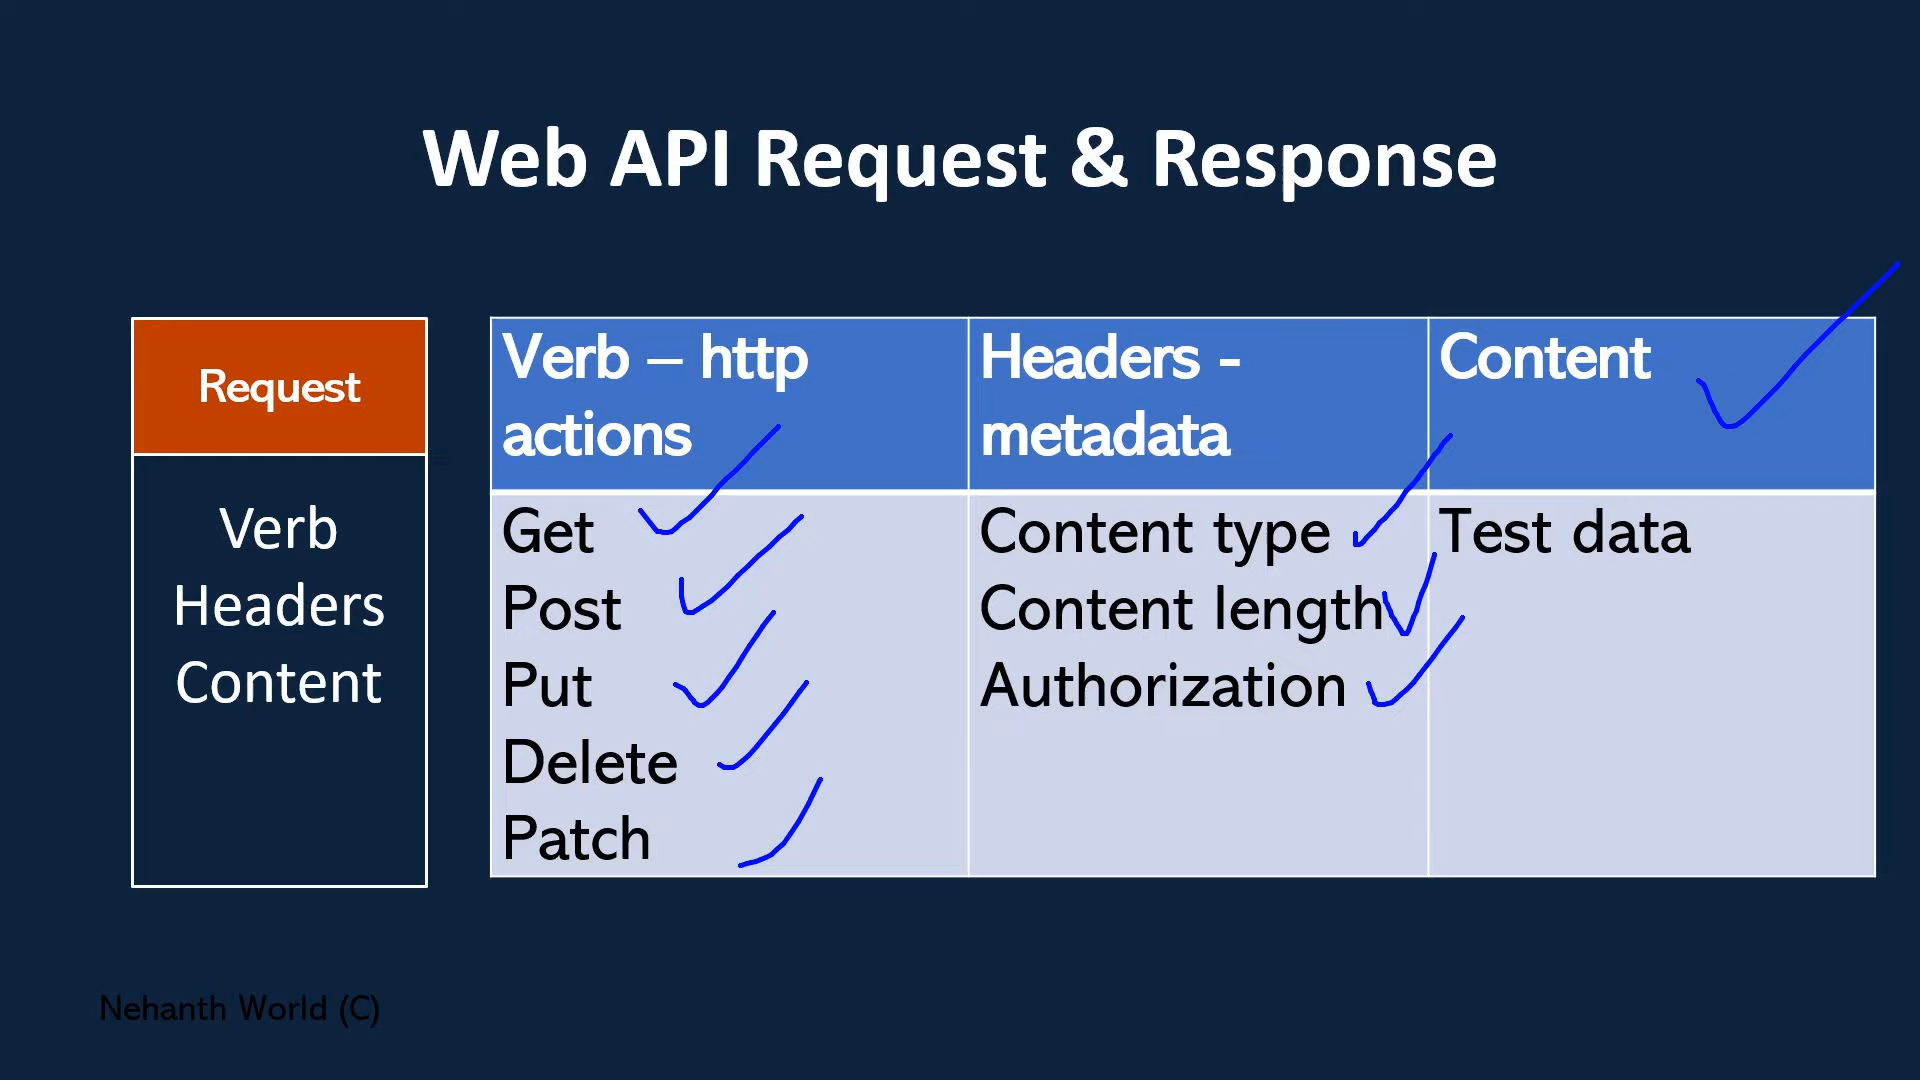 Web API Request & Response
Request
Verb
Headers
Content
Verb – http
actions
Headers -
metadata
Content
Get
Post
Put
Delete
Patch
Content type
Content length
Authorization
Test data
Nehanth World (C)